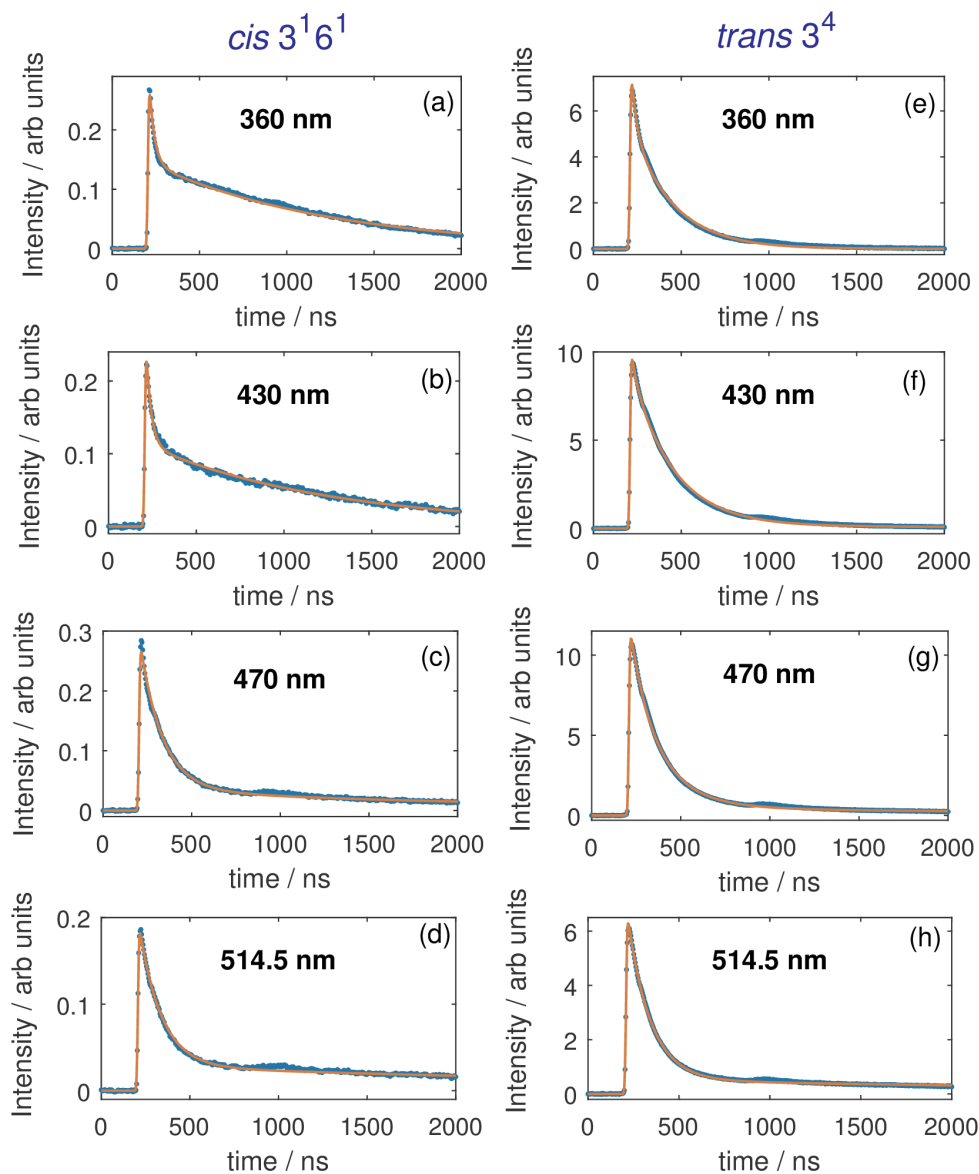 cis 3¹6¹
trans 3⁴
Intensity / arb units
0.2
0.1
0
360 nm
(a)
0 500 1000 1500 2000
time / ns
Intensity / arb units
6
4
2
0
360 nm
(e)
0 500 1000 1500 2000
time / ns
Intensity / arb units
0.2
0.1
0
430 nm
(b)
0 500 1000 1500 2000
time / ns
Intensity / arb units
10
5
0
430 nm
(f)
0 500 1000 1500 2000
time / ns
Intensity / arb units
0.3
0.2
0.1
0
470 nm
(c)
0 500 1000 1500 2000
time / ns
Intensity / arb units
10
5
0
470 nm
(g)
0 500 1000 1500 2000
time / ns
Intensity / arb units
0.2
0.1
0
514.5 nm
(d)
0 500 1000 1500 2000
time / ns
Intensity / arb units
6
4
2
0
514.5 nm
(h)
0 500 1000 1500 2000
time / ns